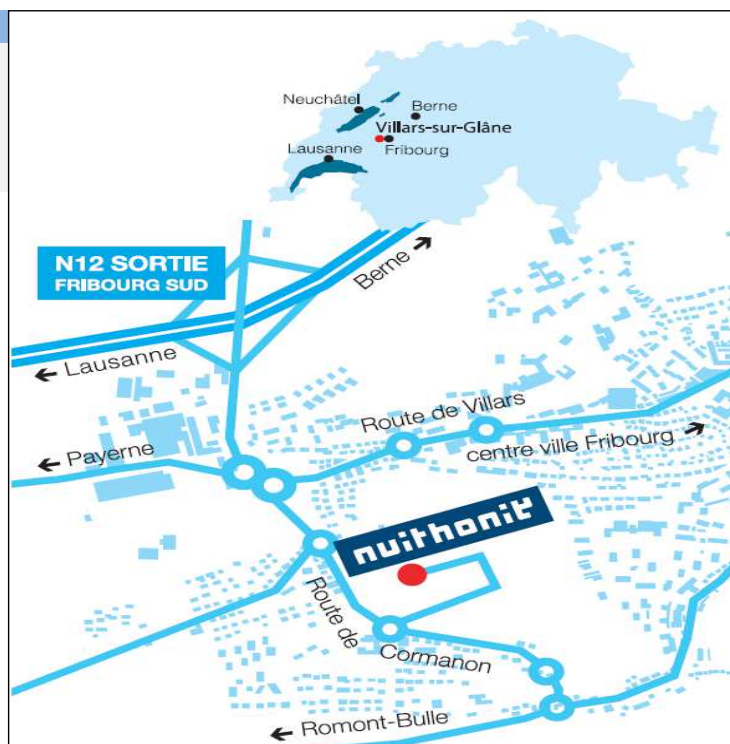 Neuchâtel
Berne
Villars-sur-Glâne
Lausanne
Fribourg
N12 SORTIE
FRIBOURG SUD
Berne
Lausanne
Route de Villars
Payerne
centre ville Fribourg
nuithonie
Route de
Cormanon
Romont-Bulle